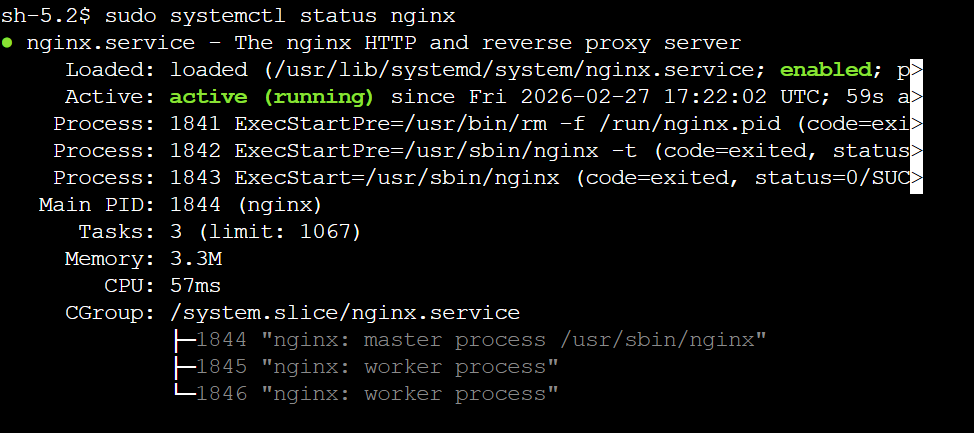 sh-5.2$ sudo systemctl status nginx
● nginx.service - The nginx HTTP and reverse proxy server
     Loaded: loaded (/usr/lib/systemd/system/nginx.service; enabled; p>
     Active: active (running) since Fri 2026-02-27 17:22:02 UTC; 59s a>
    Process: 1841 ExecStartPre=/usr/bin/rm -f /run/nginx.pid (code=exi>
    Process: 1842 ExecStartPre=/usr/sbin/nginx -t (code=exited, status>
    Process: 1843 ExecStart=/usr/sbin/nginx (code=exited, status=0/SUC>
   Main PID: 1844 (nginx)
      Tasks: 3 (limit: 1067)
     Memory: 3.3M
        CPU: 57ms
     CGroup: /system.slice/nginx.service
             ├─1844 "nginx: master process /usr/sbin/nginx"
             ├─1845 "nginx: worker process"
             └─1846 "nginx: worker process"